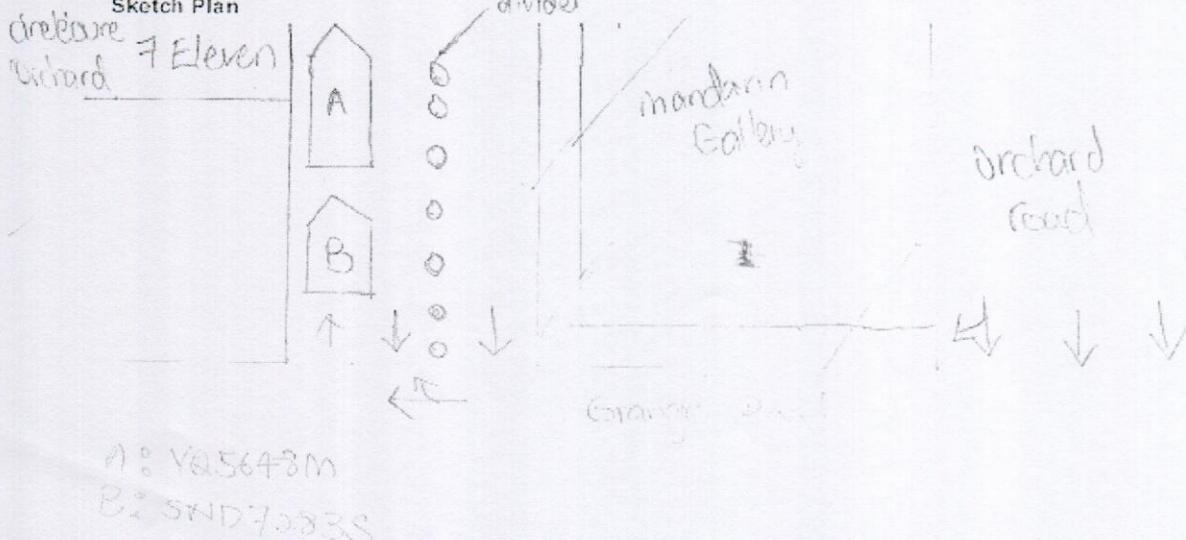 Sketch Plan
divider
7 Eleven
mandarin
Gallery
orchard
road
A
B
A: YQ5648M
B: